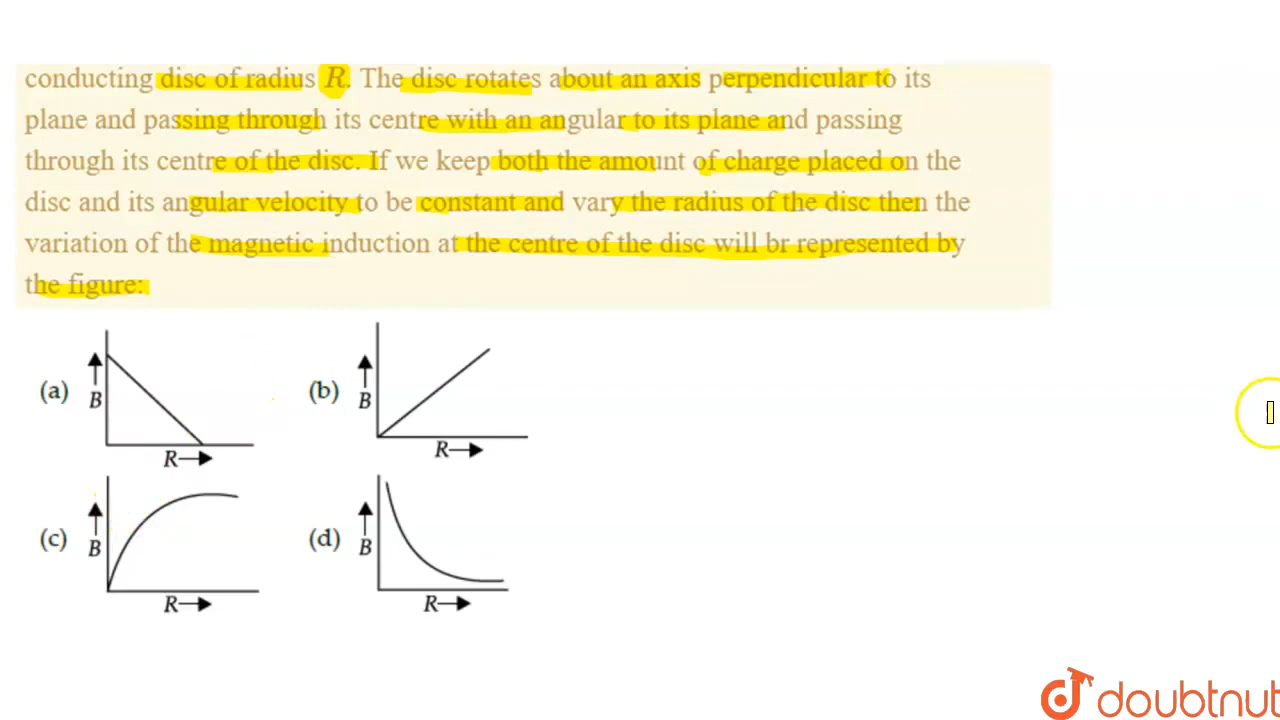 conducting disc of radius R. The disc rotates about an axis perpendicular to its
plane and passing through its centre with an angular to its plane and passing
through its centre of the disc. If we keep both the amount of charge placed on the
disc and its angular velocity to be constant and vary the radius of the disc then the
variation of the magnetic induction at the centre of the disc will br represented by
the figure:
(a) B R
(b) B R
(c) B R
(d) B R
doubtnut